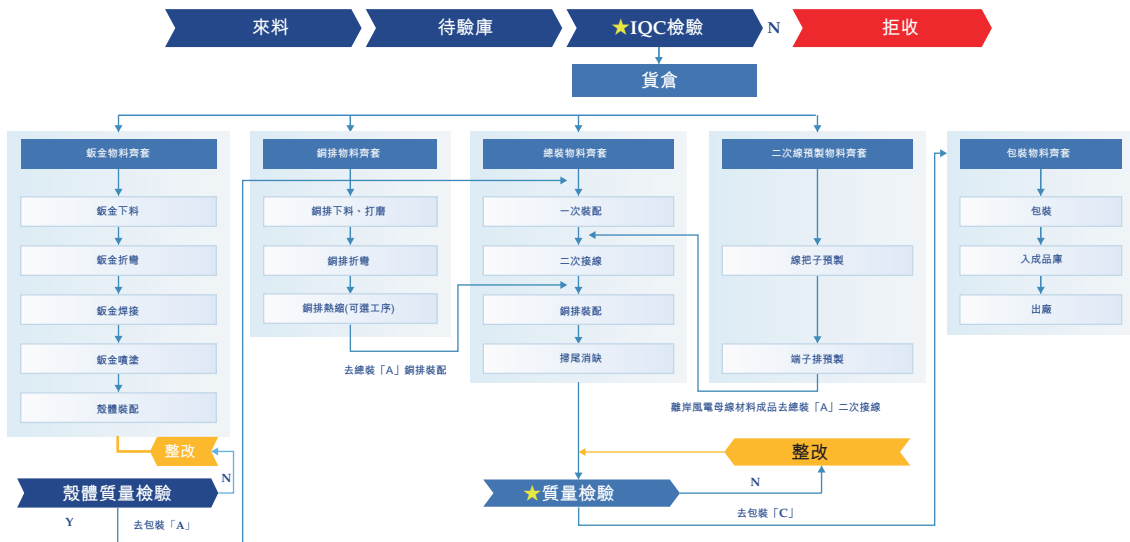 來料
待驗庫
★IQC檢驗
N
拒收
貨倉
鈑金物料齊套
銅排物料齊套
總裝物料齊套
二次線預製物料齊套
包裝物料齊套
鈑金下料
銅排下料、打磨
一次裝配
包裝
鈑金折彎
銅排折彎
二次接線
線把子預製
入成品庫
鈑金焊接
銅排熱縮(可選工序)
銅排裝配
出廠
鈑金噴塗
掃尾消缺
端子排預製
去總裝「A」銅排裝配
殼體裝配
離岸風電母線材料成品去總裝「A」二次接線
整改
整改
N
N
殼體質量檢驗
★質量檢驗
Y
去包裝「A」
去包裝「C」